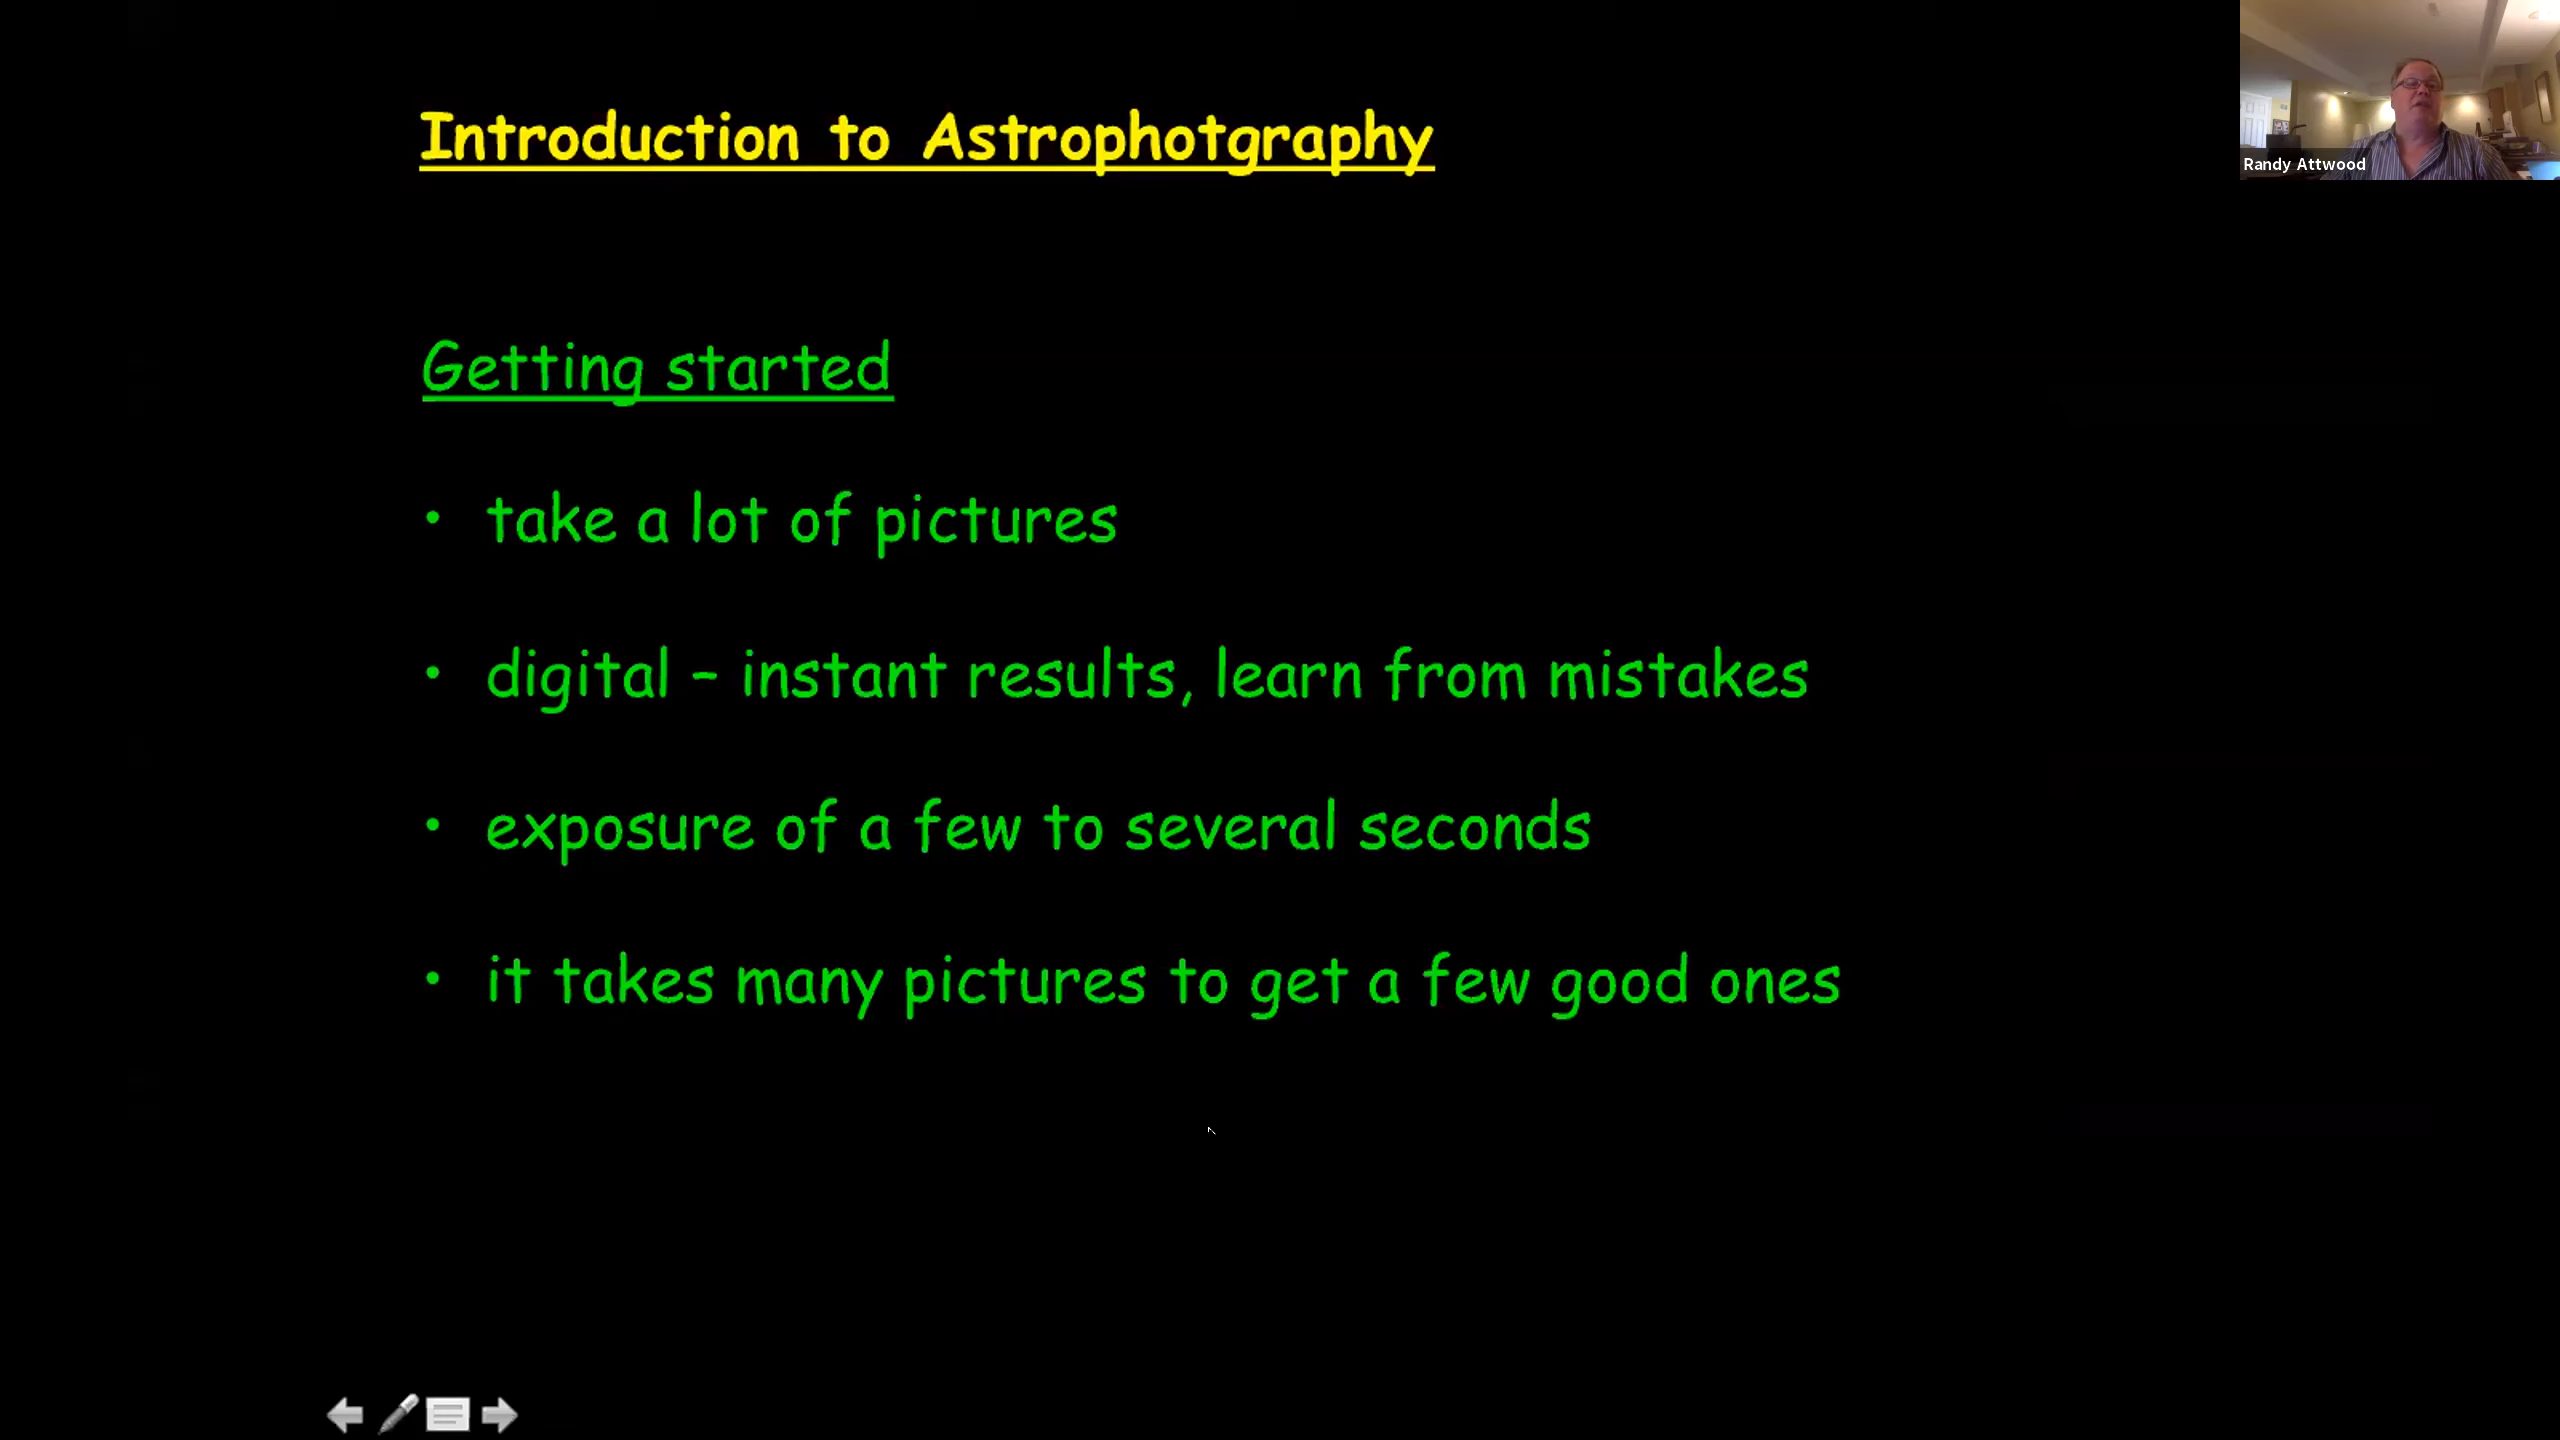 Introduction to Astrophotgraphy
Randy Attwood
Getting started
• take a lot of pictures
• digital – instant results, learn from mistakes
• exposure of a few to several seconds
• it takes many pictures to get a few good ones